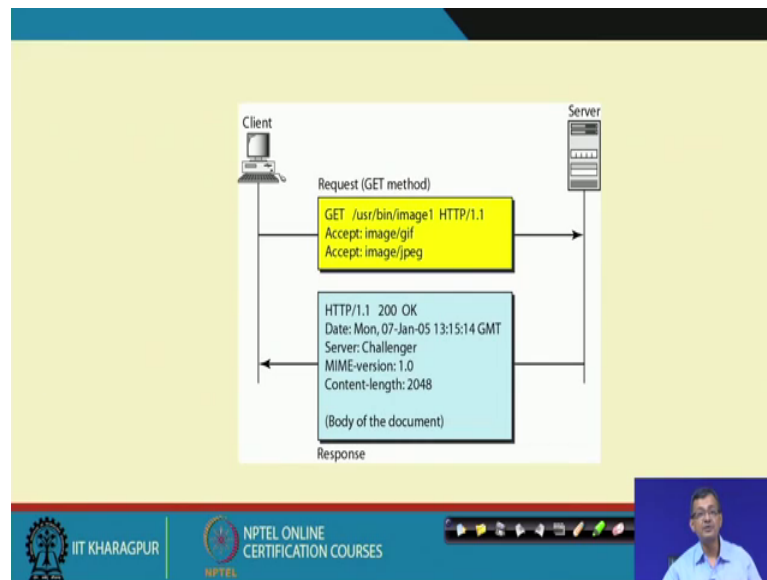 Client
Server
Request (GET method)
GET /usr/bin/image1 HTTP/1.1
Accept: image/gif
Accept: image/jpeg
HTTP/1.1 200 OK
Date: Mon, 07-Jan-05 13:15:14 GMT
Server: Challenger
MIME-version: 1.0
Content-length: 2048
(Body of the document)
Response
IIT KHARAGPUR
NPTEL
NPTEL ONLINE
CERTIFICATION COURSES